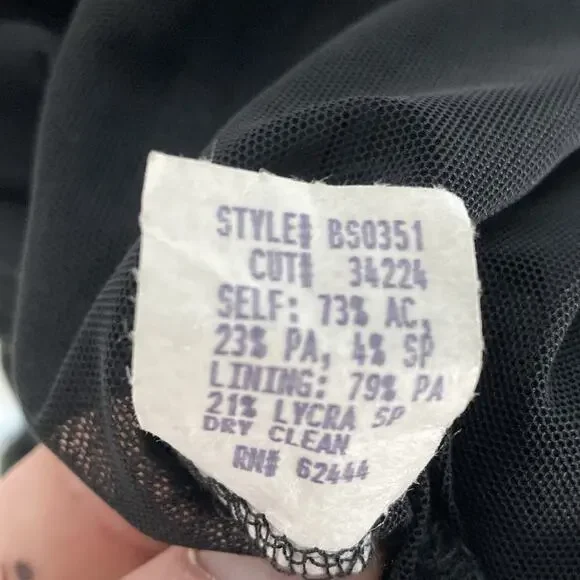 STYLE# BS0351
CUT# 34224
SELF: 73% AC,
23% PA, 4% SP
LINING: 79% PA
21% LYCRA SP
DRY CLEAN
RN# 62444